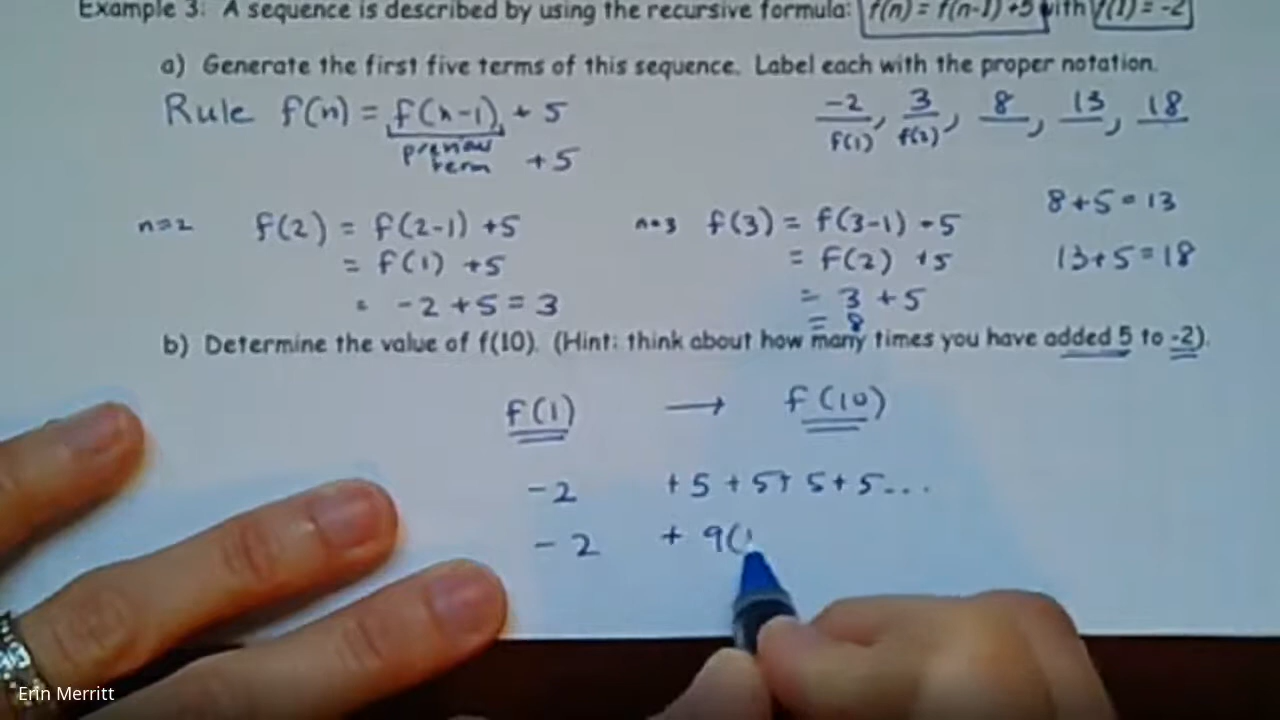 Example 3: A sequence is described by using the recursive formula: f(n) = f(n-1) +5 with f(1) = -2
a) Generate the first five terms of this sequence. Label each with the proper notation.
Rule f(n) = f(n-1) + 5
previous term +5
-2, 3, 8, 13, 18
f(1) f(2)
n=2 f(2) = f(2-1) +5
= f(1) +5
= -2 +5 = 3
n=3 f(3) = f(3-1) +5
= f(2) +5
= 3 +5
= 8
8+5=13
13+5=18
b) Determine the value of f(10). (Hint: think about how many times you have added 5 to -2).
f(1) → f(10)
-2 +5 +5+ 5+5...
-2 + 9(
Erin Merritt